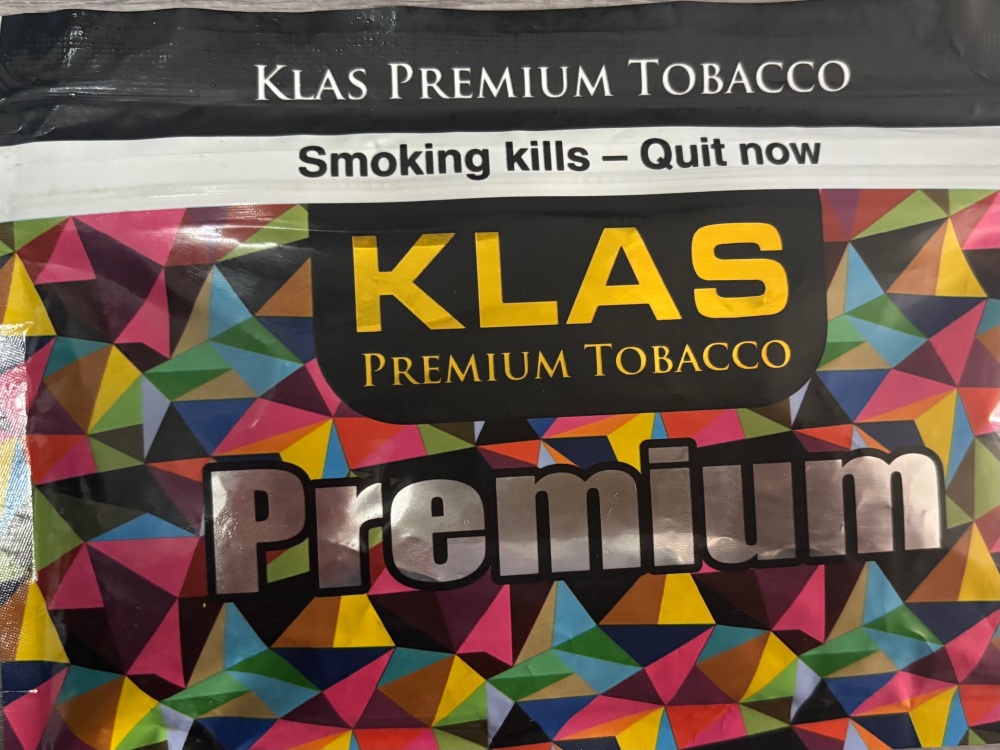 KLAS PREMIUM TOBACCO
Smoking kills – Quit now
KLAS
PREMIUM TOBACCO
Premium